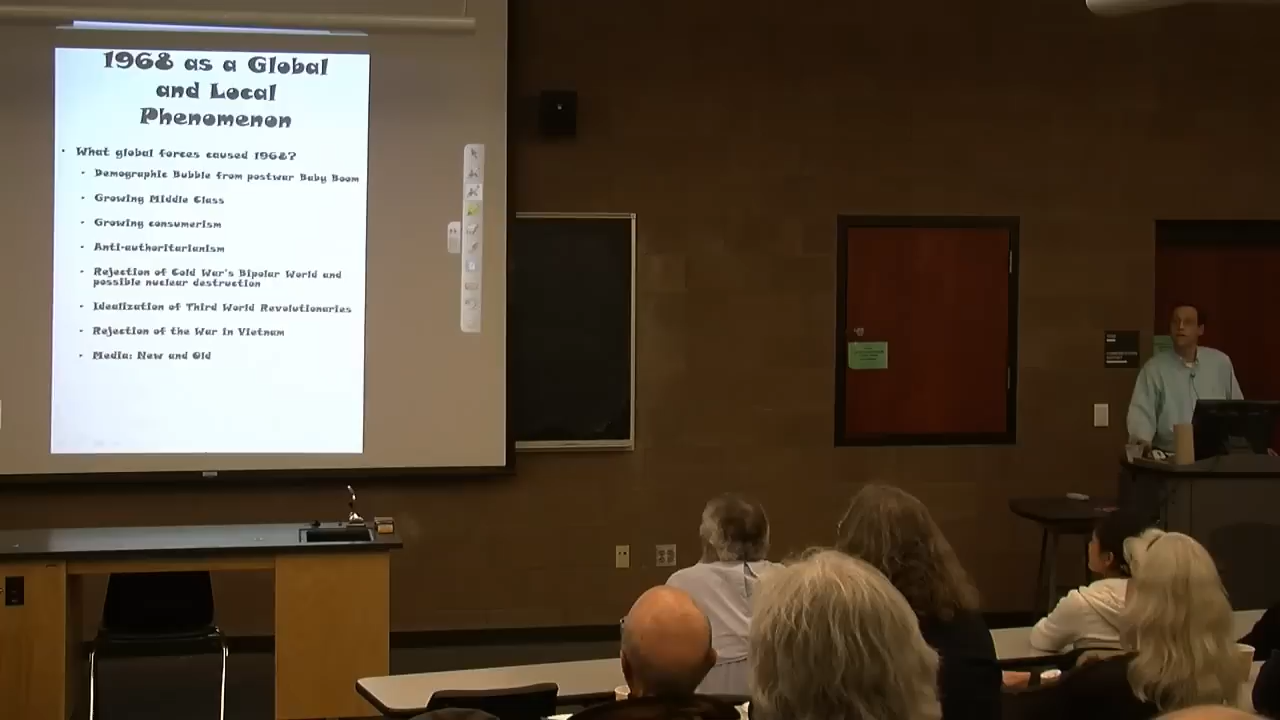 1968 as a Global
and Local
Phenomenon
• What global forces caused 1968?
• Demographic Bubble from postwar Baby Boom
• Growing Middle Class
• Growing consumerism
• Anti-authoritarianism
• Rejection of Cold War's Bipolar World and
possible nuclear destruction
• Idealization of Third World Revolutionaries
• Rejection of the War in Vietnam
• Media: New and Old